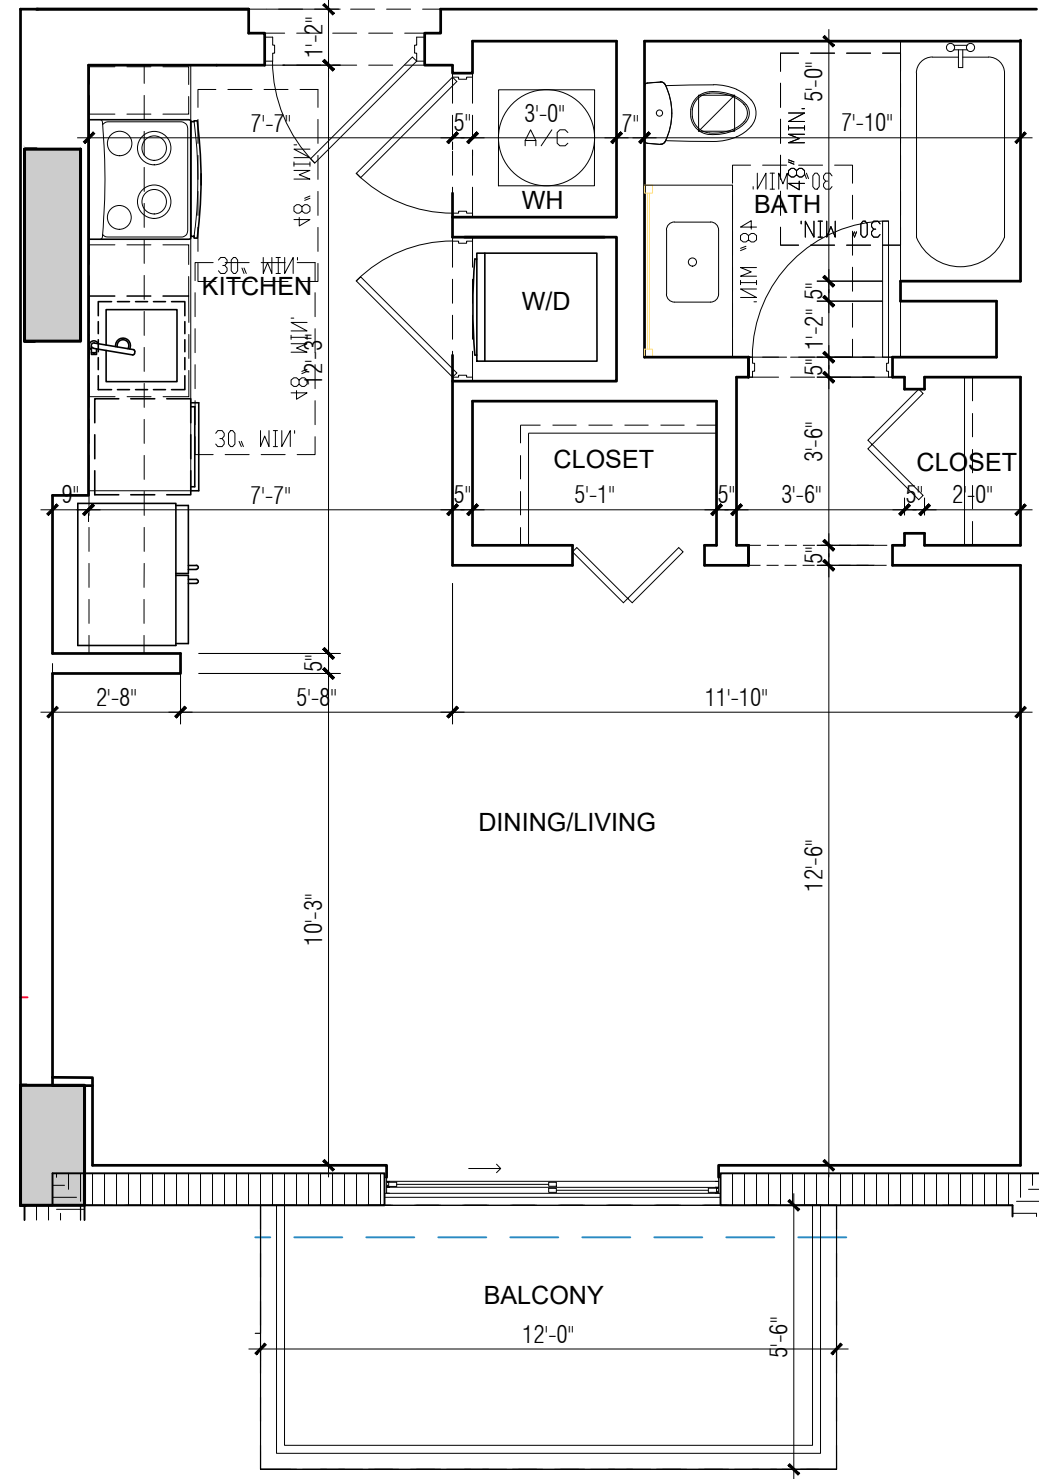 1'-2"
7'-7"
5"
3'-0"
A/C
WH
7"
5'-0"
7'-10"
48" MIN.
48" MIN.
30" MIN.
BATH
30" MIN.
48" MIN.
30" MIN.
KITCHEN
W/D
5"
1'-2"
5"
48" MIN.
12'-3"
30" MIN.
CLOSET
3'-6"
CLOSET
9"
7'-7"
5"
5'-1"
5"
3'-6"
5"
2'-0"
5"
5"
2'-8"
5'-8"
11'-10"
DINING/LIVING
12'-6"
10'-3"
BALCONY
12'-0"
5'-6"